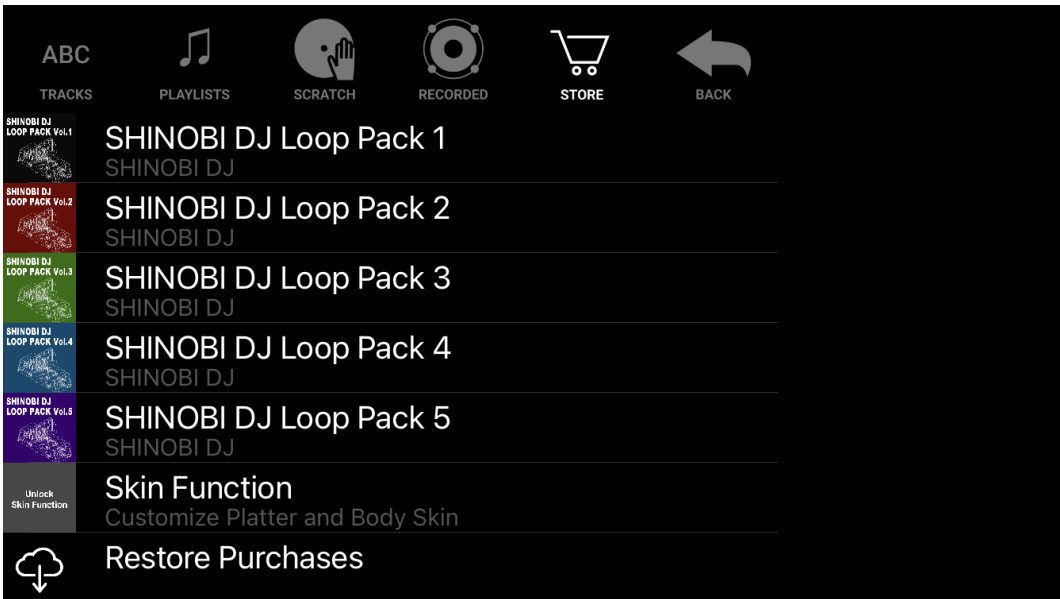 ABC
TRACKS
PLAYLISTS
SCRATCH
RECORDED
STORE
BACK
SHINOBI DJ
LOOP PACK Vol.1
SHINOBI DJ Loop Pack 1
SHINOBI DJ
SHINOBI DJ
LOOP PACK Vol.2
SHINOBI DJ Loop Pack 2
SHINOBI DJ
SHINOBI DJ
LOOP PACK Vol.3
SHINOBI DJ Loop Pack 3
SHINOBI DJ
SHINOBI DJ
LOOP PACK Vol.4
SHINOBI DJ Loop Pack 4
SHINOBI DJ
SHINOBI DJ
LOOP PACK Vol.5
SHINOBI DJ Loop Pack 5
SHINOBI DJ
Unlock
Skin Function
Skin Function
Customize Platter and Body Skin
Restore Purchases